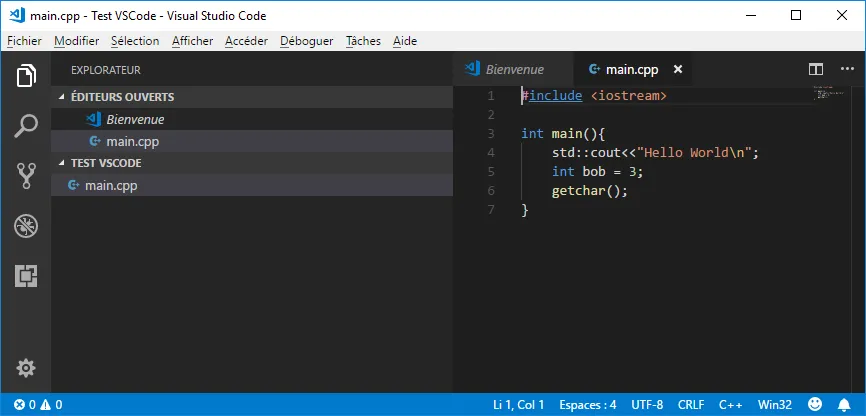 main.cpp - Test VSCode - Visual Studio Code
Fichier Modifier Sélection Afficher Accéder Déboguer Tâches Aide
EXPLORATEUR
ÉDITEURS OUVERTS
Bienvenue
main.cpp
TEST VSCODE
main.cpp
Bienvenue main.cpp
1 #include <iostream>
2
3 int main(){
4 std::cout<<"Hello World\n";
5 int bob = 3;
6 getchar();
7 }
0 0 Li 1, Col 1 Espaces : 4 UTF-8 CRLF C++ Win32